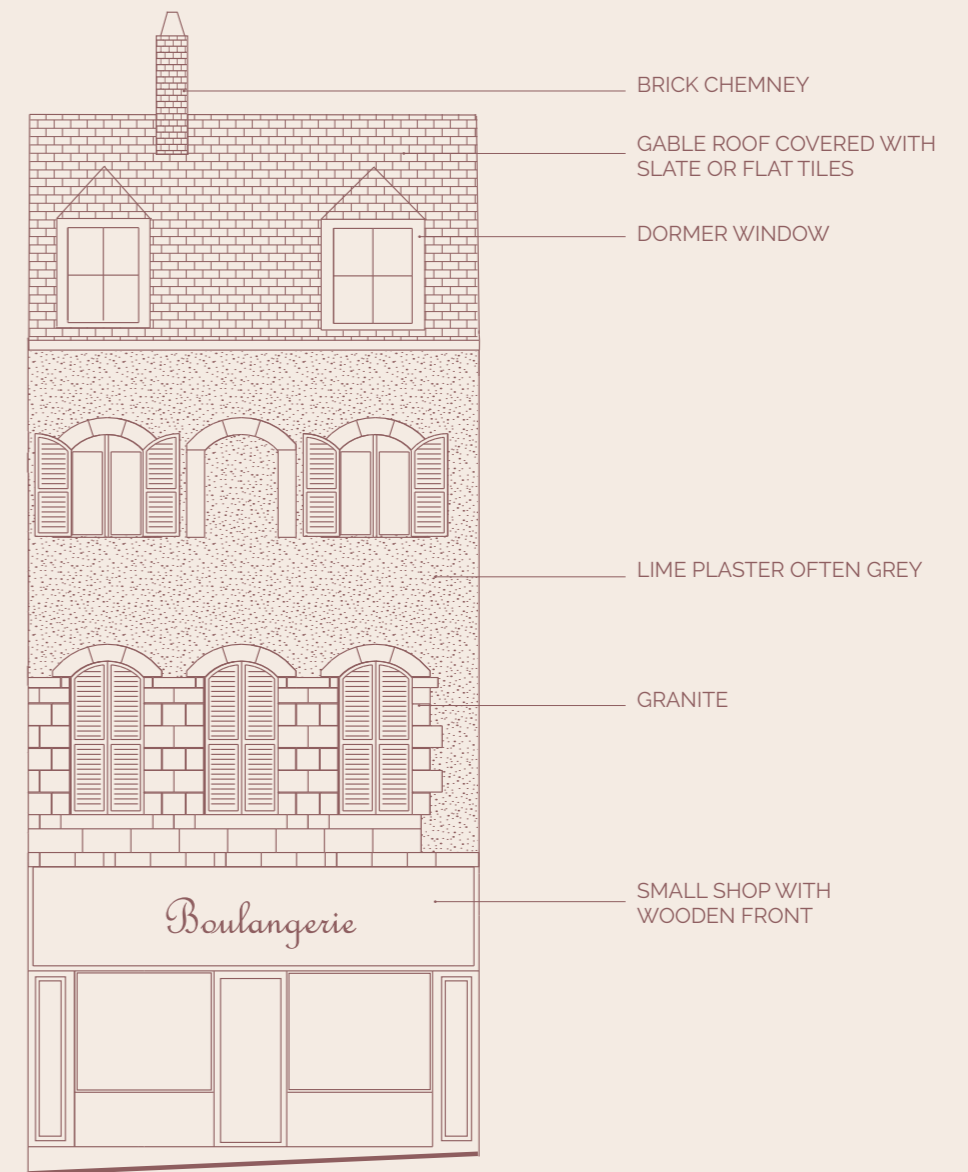 BRICK CHEMNEY
GABLE ROOF COVERED WITH
SLATE OR FLAT TILES
DORMER WINDOW
LIME PLASTER OFTEN GREY
GRANITE
SMALL SHOP WITH
WOODEN FRONT
Boulangerie